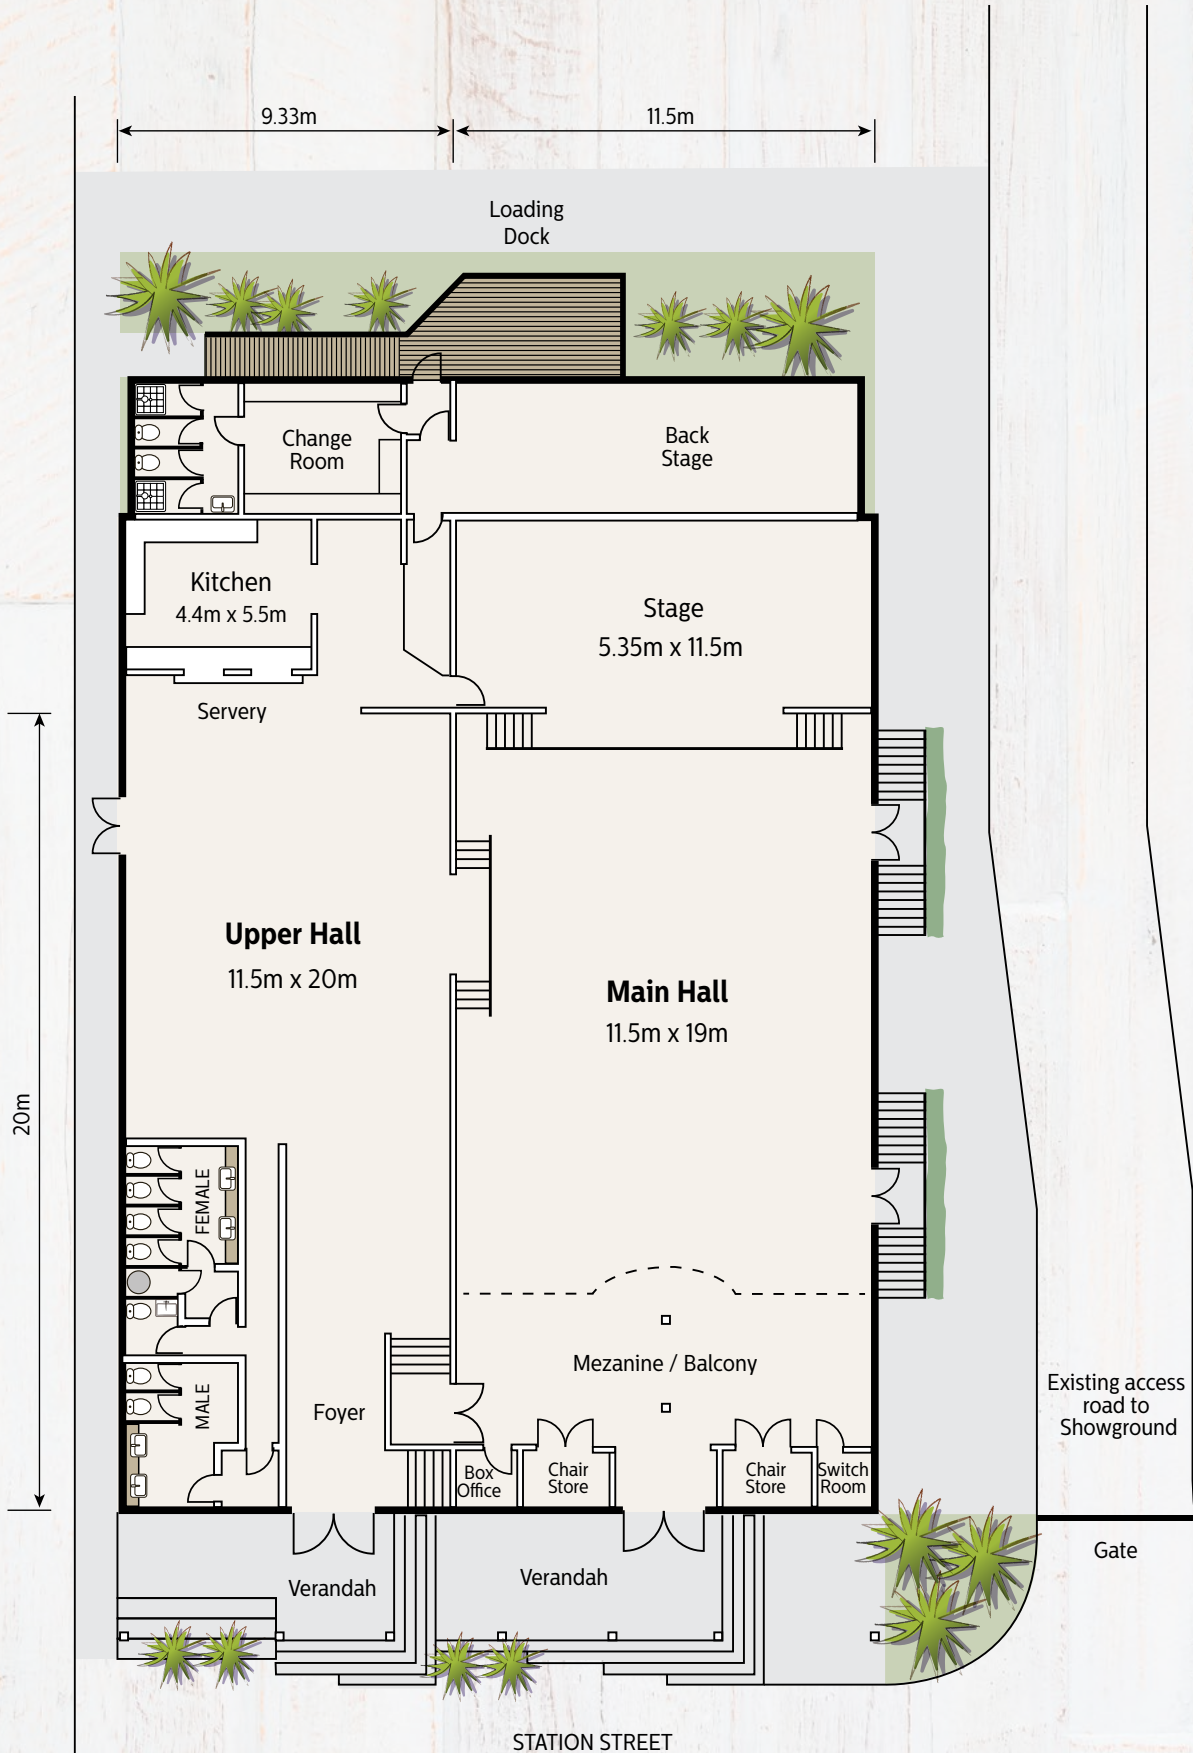 9.33m
11.5m
Loading
Dock
Change
Room
Back
Stage
Kitchen
4.4m x 5.5m
Stage
5.35m x 11.5m
Servery
Upper Hall
11.5m x 20m
Main Hall
11.5m x 19m
20m
FEMALE
Mezanine / Balcony
MALE
Foyer
Existing access
road to
Showground
Box
Office
Chair
Store
Chair
Store
Switch
Room
Gate
Verandah
Verandah
STATION STREET